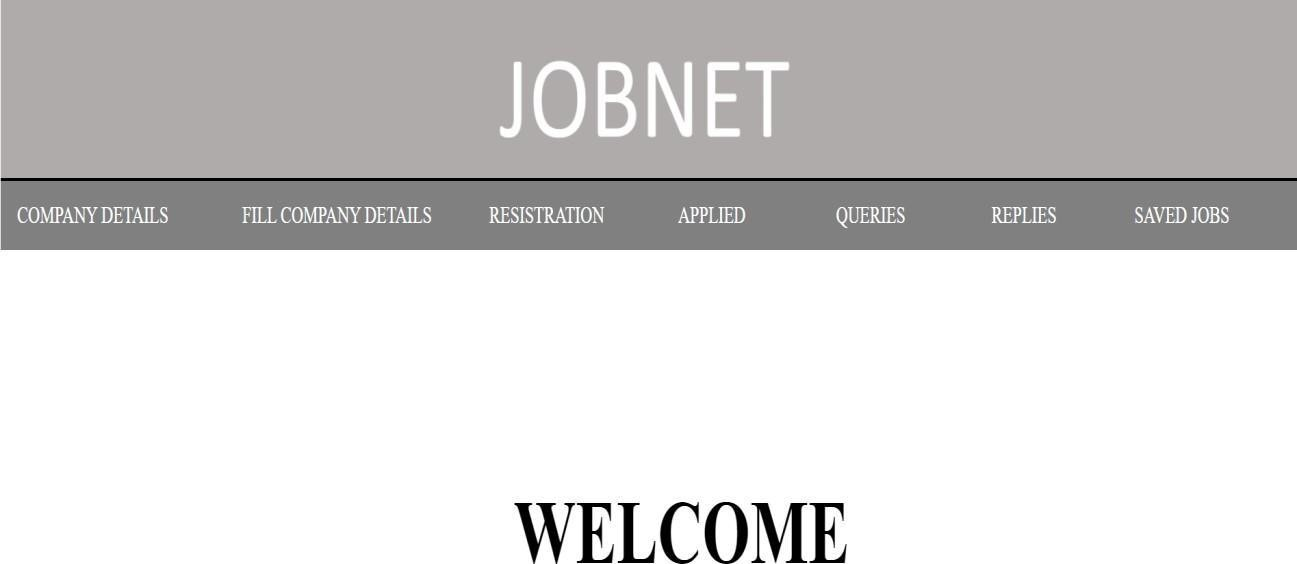 JOBNET
COMPANY DETAILS FILL COMPANY DETAILS RESISTRATION APPLIED QUERIES REPLIES SAVED JOBS
WELCOME